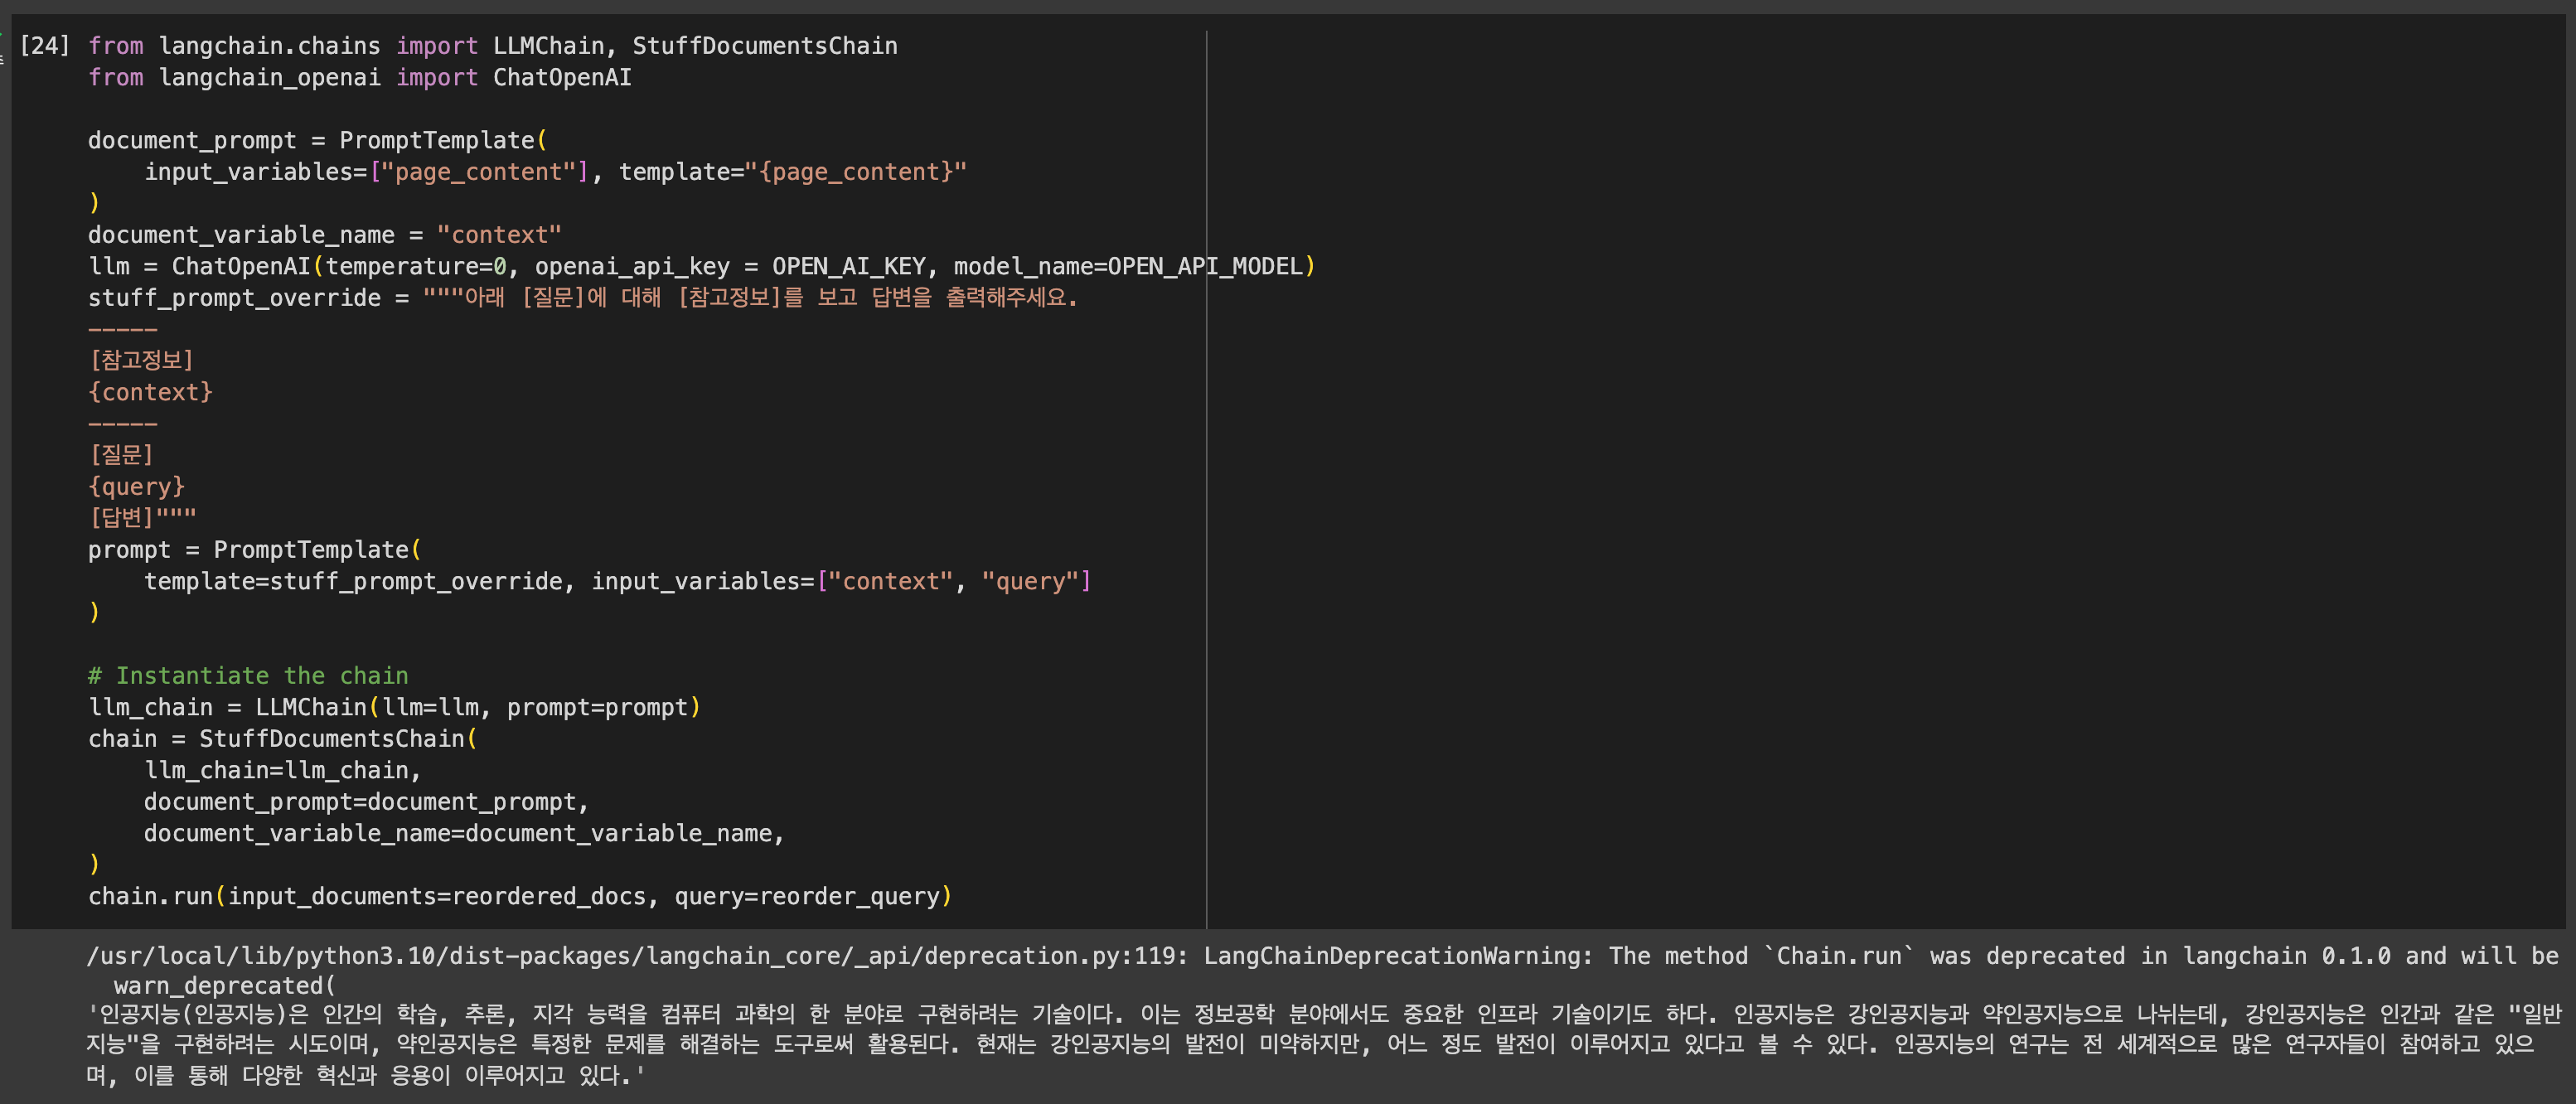 [24] from langchain.chains import LLMChain, StuffDocumentsChain
from langchain_openai import ChatOpenAI

document_prompt = PromptTemplate(
    input_variables=["page_content"], template="{page_content}"
)
document_variable_name = "context"
llm = ChatOpenAI(temperature=0, openai_api_key = OPEN_AI_KEY, model_name=OPEN_API_MODEL)
stuff_prompt_override = """아래 [질문]에 대해 [참고정보]를 보고 답변을 출력해주세요.
-----
[참고정보]
{context}
-----
[질문]
{query}
[답변]"""
prompt = PromptTemplate(
    template=stuff_prompt_override, input_variables=["context", "query"]
)

# Instantiate the chain
llm_chain = LLMChain(llm=llm, prompt=prompt)
chain = StuffDocumentsChain(
    llm_chain=llm_chain,
    document_prompt=document_prompt,
    document_variable_name=document_variable_name,
)
chain.run(input_documents=reordered_docs, query=reorder_query)
/usr/local/lib/python3.10/dist-packages/langchain_core/_api/deprecation.py:119: LangChainDeprecationWarning: The method `Chain.run` was deprecated in langchain 0.1.0 and will be
  warn_deprecated(
'인공지능(인공지능)은 인간의 학습, 추론, 지각 능력을 컴퓨터 과학의 한 분야로 구현하려는 기술이다. 이는 정보공학 분야에서도 중요한 인프라 기술이기도 하다. 인공지능은 강인공지능과 약인공지능으로 나뉘는데, 강인공지능은 인간과 같은 "일반
지능"을 구현하려는 시도이며, 약인공지능은 특정한 문제를 해결하는 도구로써 활용된다. 현재는 강인공지능의 발전이 미약하지만, 어느 정도 발전이 이루어지고 있다고 볼 수 있다. 인공지능의 연구는 전 세계적으로 많은 연구자들이 참여하고 있으
며, 이를 통해 다양한 혁신과 응용이 이루어지고 있다.'